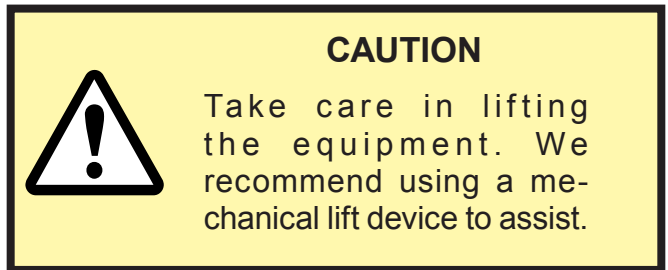 CAUTION
Take care in lifting
the equipment. We
recommend using a me-
chanical lift device to assist.